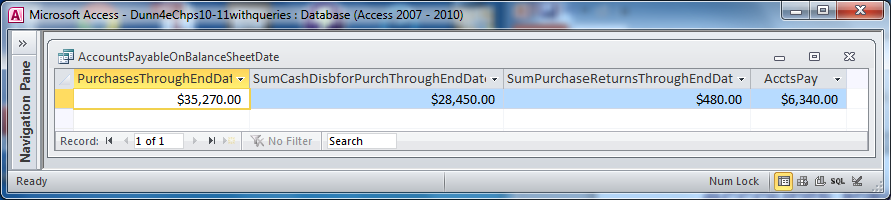 Microsoft Access - Dunn4eChps10-11withqueries : Database (Access 2007 - 2010)
Navigation Pane
AccountsPayableOnBalanceSheetDate
PurchasesThroughEndDat SumCashDisbforPurchThroughEndDate SumPurchaseReturnsThroughEndDat AcctsPay
$35,270.00 $28,450.00 $480.00 $6,340.00
Record: 1 of 1 No Filter Search
Ready Num Lock SQL